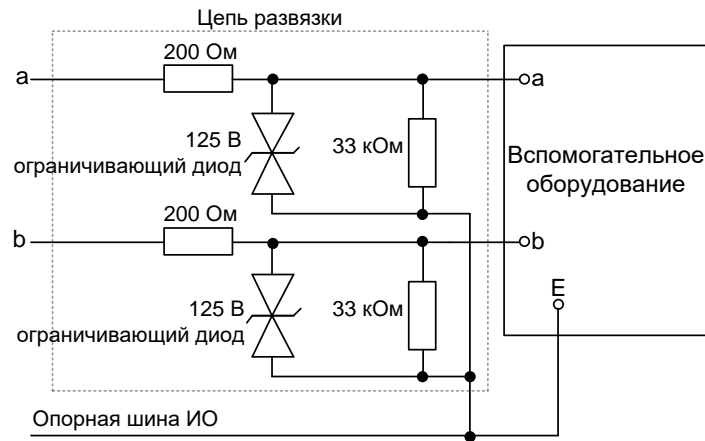 Цепь развязки
200 Ом
a
a
125 В
ограничивающий диод
33 кОм
Вспомогательное
оборудование
200 Ом
b
b
125 В
ограничивающий диод
33 кОм
E
Опорная шина ИО